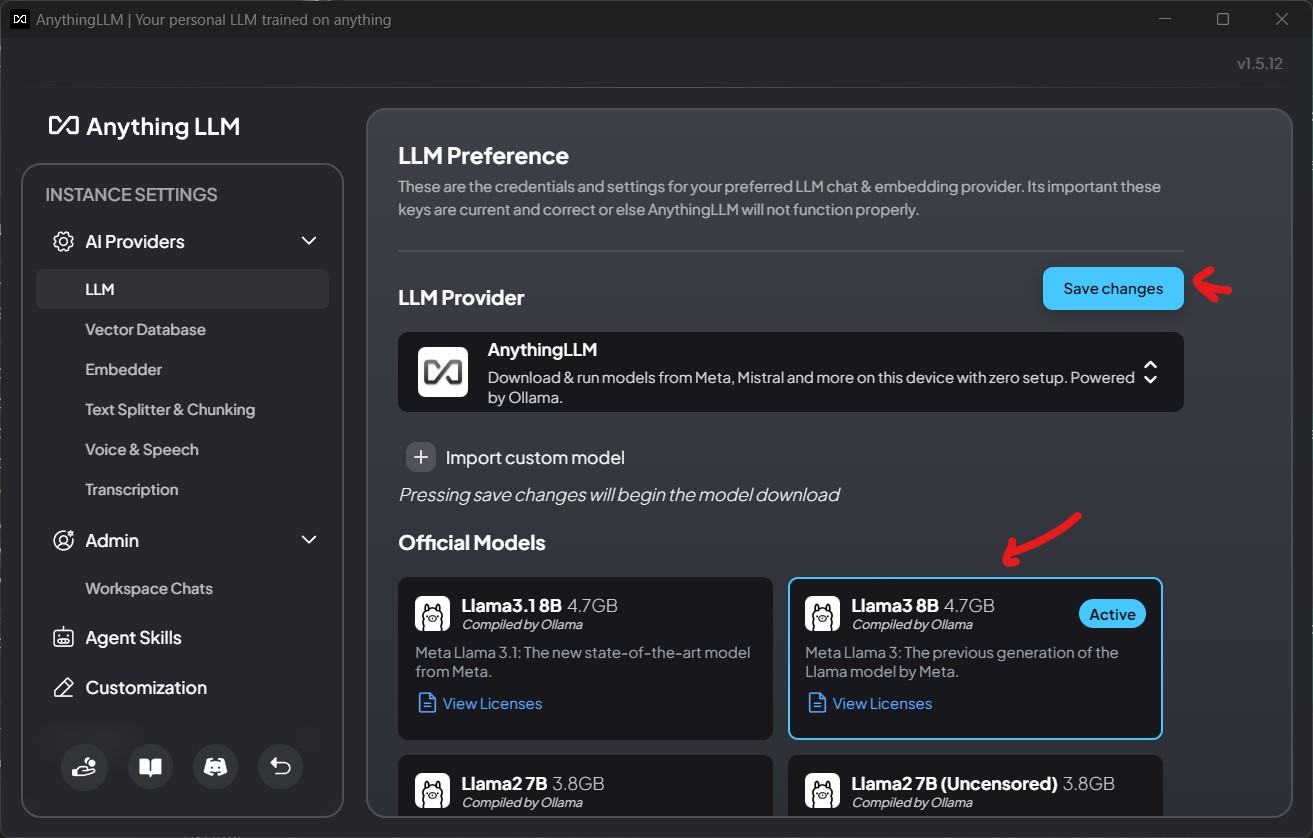 AnythingLLM | Your personal LLM trained on anything
v1.5.12
Anything LLM
INSTANCE SETTINGS
AI Providers
LLM
Vector Database
Embedder
Text Splitter & Chunking
Voice & Speech
Transcription
Admin
Workspace Chats
Agent Skills
Customization
LLM Preference
These are the credentials and settings for your preferred LLM chat & embedding provider. Its important these
keys are current and correct or else AnythingLLM will not function properly.
Save changes
LLM Provider
AnythingLLM
Download & run models from Meta, Mistral and more on this device with zero setup. Powered
by Ollama.
Import custom model
Pressing save changes will begin the model download
Official Models
Llama3.1 8B 4.7GB
Compiled by Ollama
Meta Llama 3.1: The new state-of-the-art model
from Meta.
View Licenses
Llama3 8B 4.7GB
Compiled by Ollama
Active
Meta Llama 3: The previous generation of the
Llama model by Meta.
View Licenses
Llama2 7B 3.8GB
Compiled by Ollama
Llama2 7B (Uncensored) 3.8GB
Compiled by Ollama